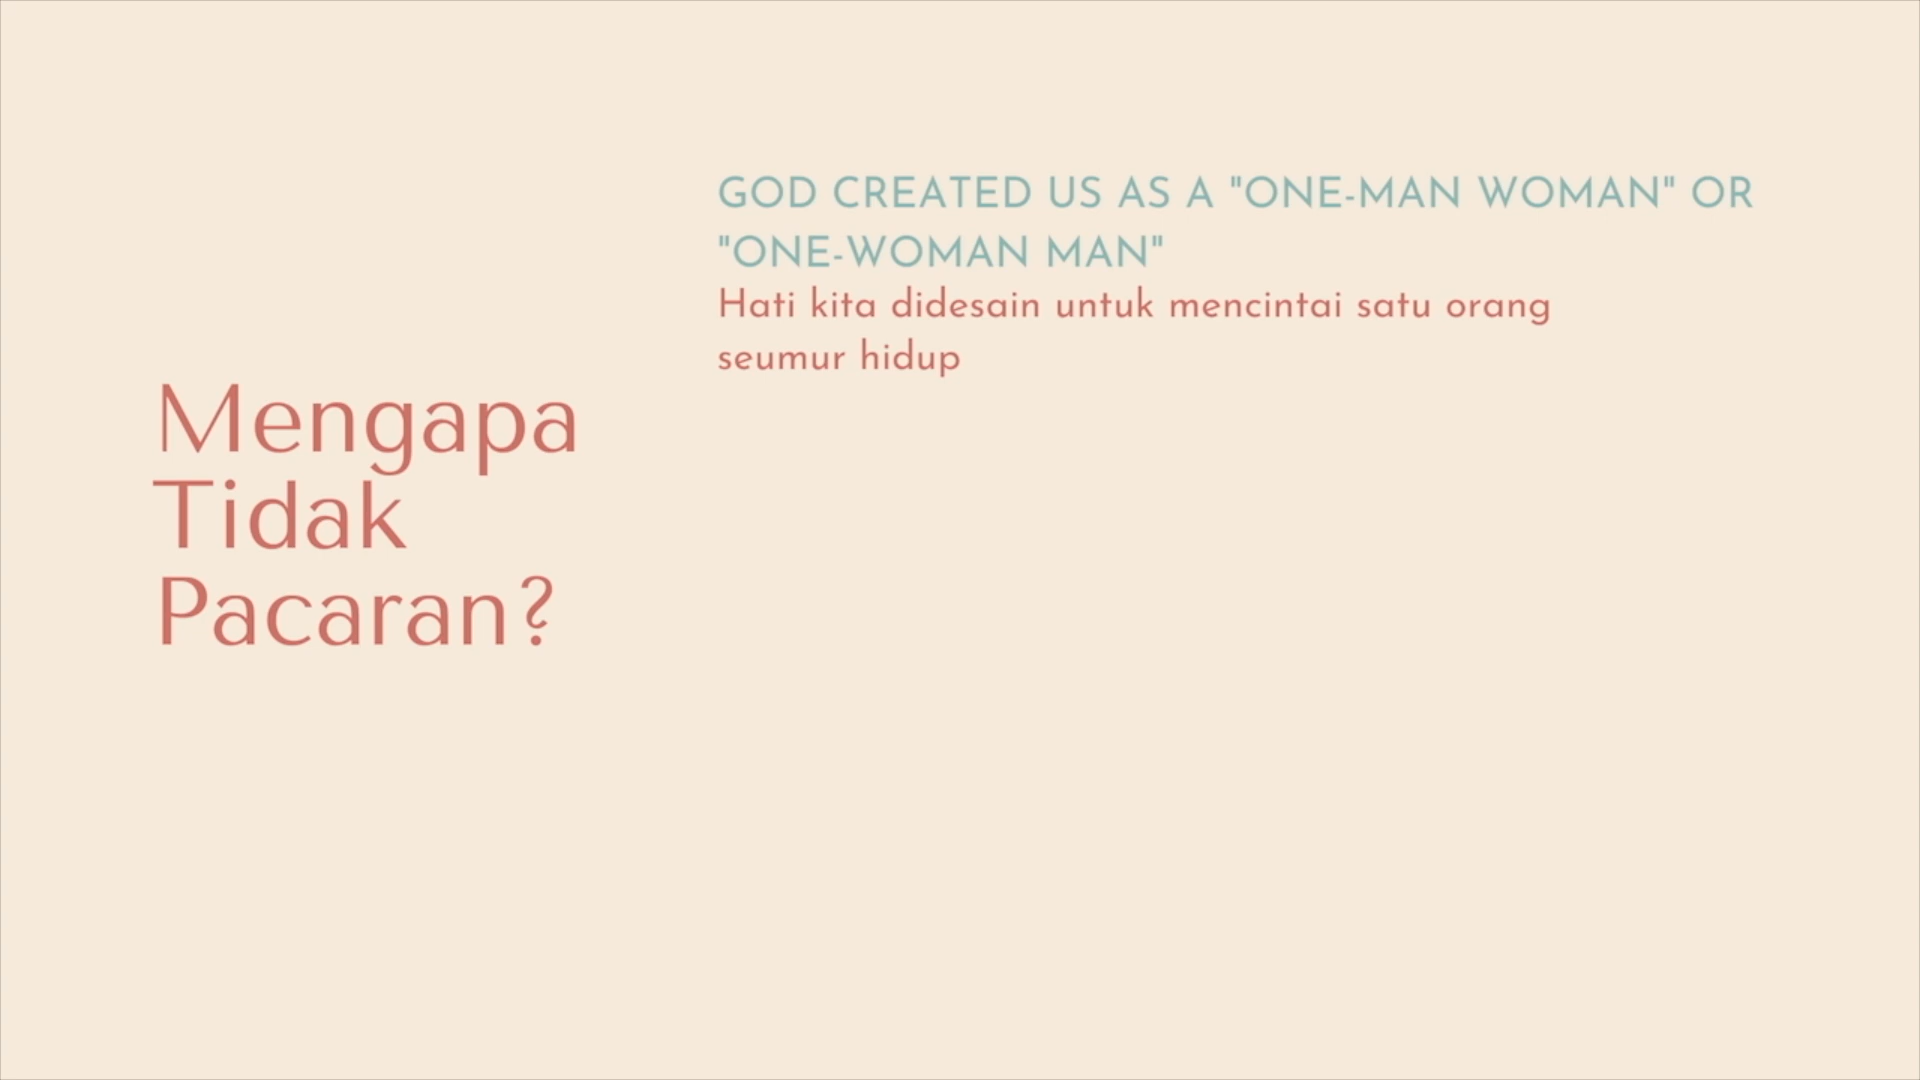 Mengapa
Tidak
Pacaran?
GOD CREATED US AS A "ONE-MAN WOMAN" OR
"ONE-WOMAN MAN"
Hati kita didesain untuk mencintai satu orang
seumur hidup